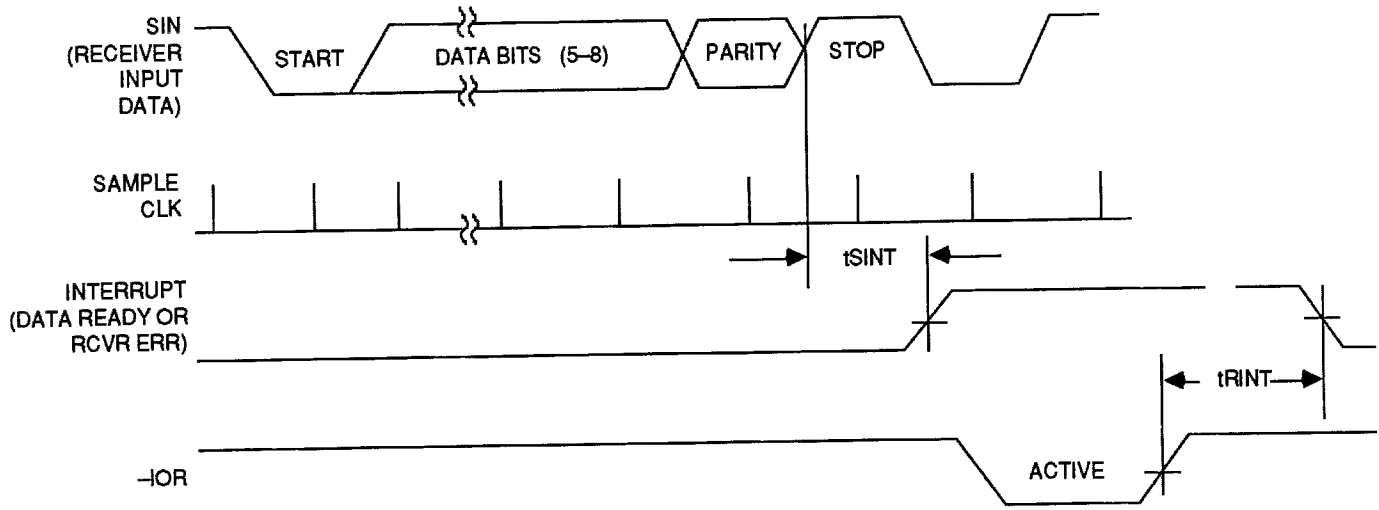 SIN
(RECEIVER
INPUT
DATA)
START
DATA BITS (5–8)
PARITY
STOP
SAMPLE
CLK
tSINT
INTERRUPT
(DATA READY OR
RCVR ERR)
tRINT
–IOR
ACTIVE